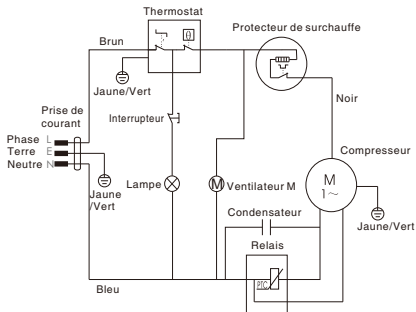 Thermostat
Protecteur de surchauffe
Brun
θ
Jaune/Vert
Noir
Prise de
courant
Interrupteur
Phase L
Terre E
Neutre N
Compresseur
M
1～
Jaune
/Vert
Lampe
M
Ventilateur M
Condensateur
Jaune/Vert
Relais
PTC
Bleu